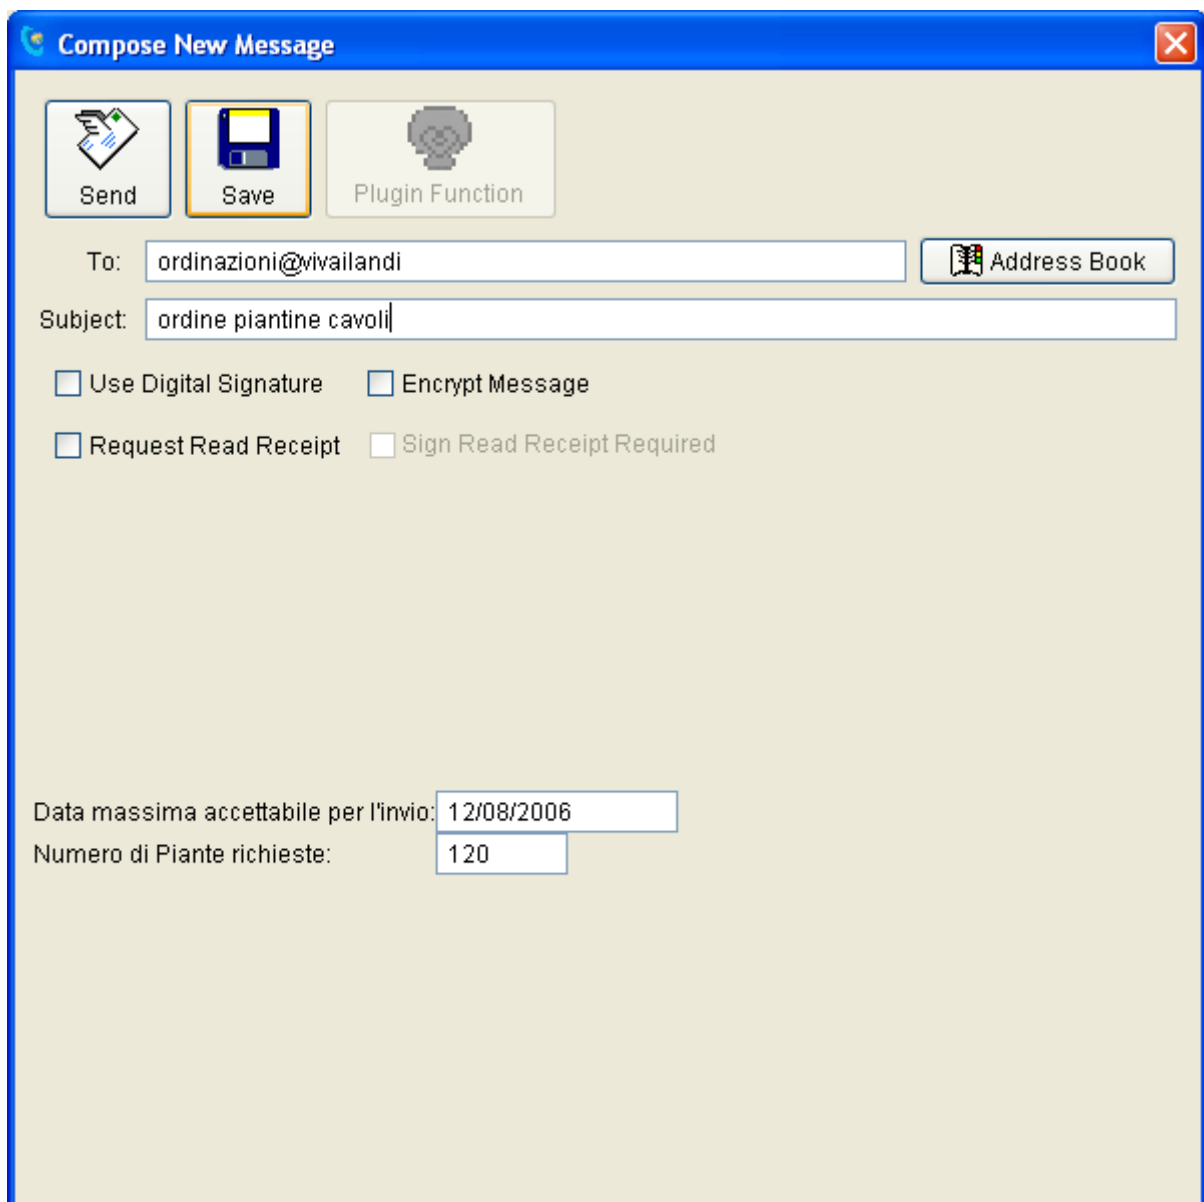 Compose New Message
Send Save Plugin Function
To: ordinazioni@vivailandi Address Book
Subject: ordine piantine cavoli
Use Digital Signature Encrypt Message
Request Read Receipt Sign Read Receipt Required
Data massima accettabile per l'invio: 12/08/2006
Numero di Piante richieste: 120